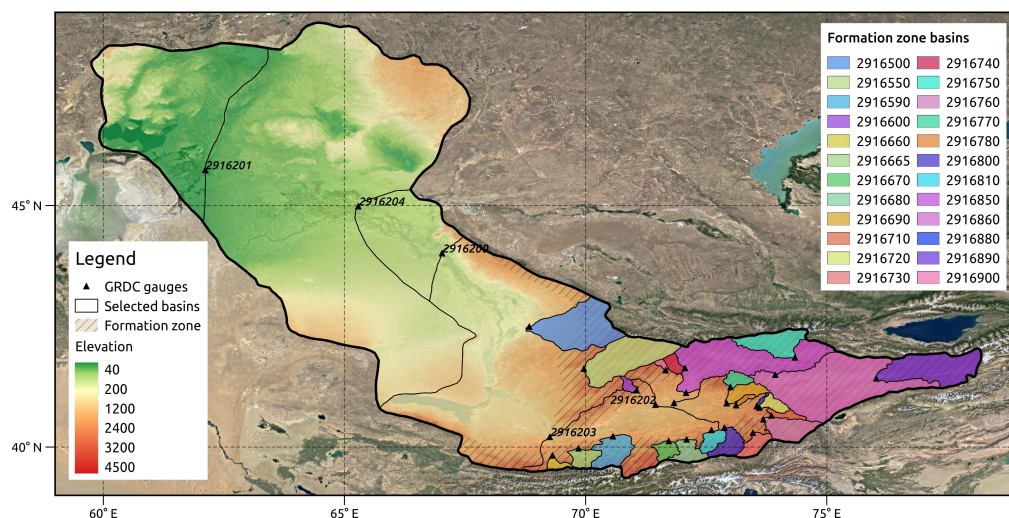 Formation zone basins
2916500 2916740
2916550 2916750
2916590 2916760
2916600 2916770
2916660 2916780
2916665 2916800
2916670 2916810
2916680 2916850
2916690 2916860
2916710 2916880
2916720 2916890
2916730 2916900
2916201
2916204
2916200
2916202
2916203
45° N
40° N
Legend
GRDC gauges
Selected basins
Formation zone
Elevation
40
200
1200
2400
3200
4500
60° E 65° E 70° E 75° E